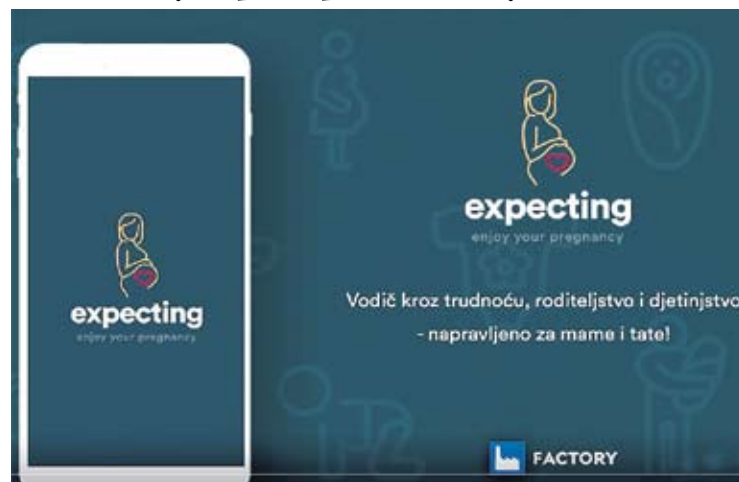 expecting
enjoy your pregnancy
expecting
enjoy your pregnancy
Vodič kroz trudnoću, roditeljstvo i djetinjstvo
- napravljeno za mame i tate!
FACTORY